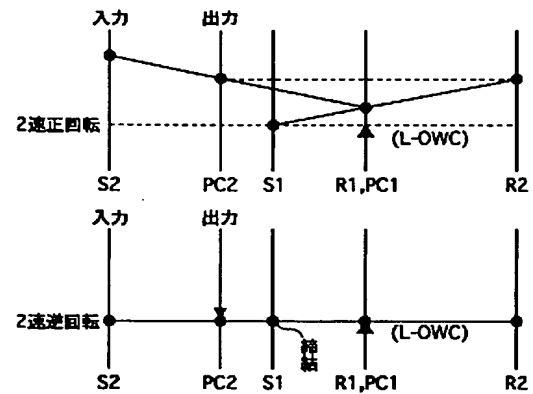 入力 出力
2速正回転
(L-OWC)
S2 PC2 S1 R1,PC1 R2
入力 出力
2速逆回転
(L-OWC)
締結
S2 PC2 S1 R1,PC1 R2